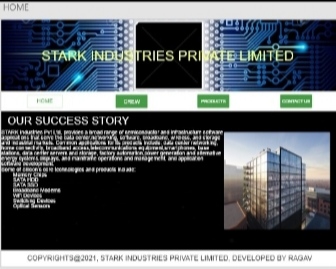 HOME
STARK INDUSTRIES PRIVATE LIMITED
HOME
CREW
PRODUCTS
CONTACT US
OUR SUCCESS STORY
STARK Industries Pvt Ltd. provides a broad range of semiconductor and infrastructure software
applications that serve the data center networking, software, broadband, wireless, and storage
and industrial markets. Common applications for its products include: data center networking,
home connectivity, broadband access, telecommunications equipment, smartphones, base
stations, data center servers and storage, factory automation, power generation and alternative
energy systems, displays, and mainframe operations and management, and application
software development.
Some of core technologies and products include:
Memory Chips
SATA HDD
SATA SSD
Broadband Modems
WiFi Devices
Switching Devices
Optical Sensors
COPYRIGHTS@2021, STARK INDUSTRIES PRIVATE LIMITED. DEVELOPED BY RAGAV